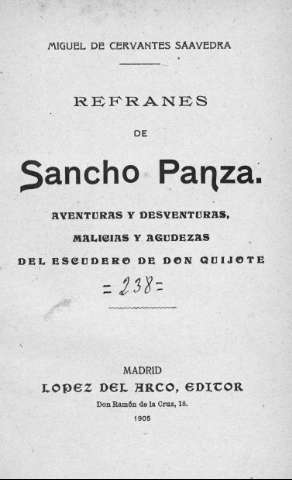 MIGUEL DE CERVANTES SAAVEDRA
REFRANES
DE
Sancho Panza.
AVENTURAS Y DESVENTURAS,
MALICIAS Y AGUDEZAS
DEL ESCUDERO DE DON QUIJOTE
=238=
MADRID
LOPEZ DEL ARCO, EDITOR
Don Ramón de la Cruz, 18.
1905